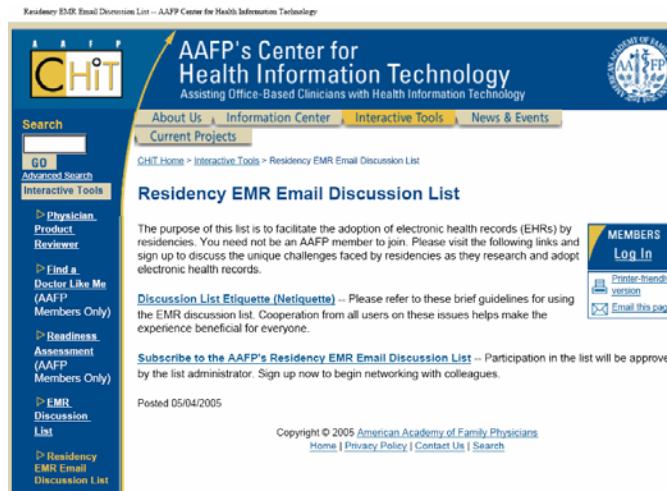 Residency EMR Email Discussion List -- AAFP Center for Health Information Technology
A A F P
CHiT
AAFP's Center for
Health Information Technology
Assisting Office-Based Clinicians with Health Information Technology
About Us
Information Center
Interactive Tools
News & Events
Current Projects
Search
GO
Advanced Search
Interactive Tools
Physician
Product
Reviewer
Find a
Doctor Like Me
(AAFP
Members Only)
Readiness
Assessment
(AAFP
Members Only)
EMR
Discussion
List
Residency
EMR Email
Discussion List
CHiT Home > Interactive Tools > Residency EMR Email Discussion List
Residency EMR Email Discussion List
The purpose of this list is to facilitate the adoption of electronic health records (EHRs) by
residencies. You need not be an AAFP member to join. Please visit the following links and
sign up to discuss the unique challenges faced by residencies as they research and adopt
electronic health records.
Discussion List Etiquette (Netiquette) -- Please refer to these brief guidelines for using
the EMR discussion list. Cooperation from all users on these issues helps make the
experience beneficial for everyone.
Subscribe to the AAFP's Residency EMR Email Discussion List -- Participation in the list will be approve
by the list administrator. Sign up now to begin networking with colleagues.
Posted 05/04/2005
MEMBERS
Log In
Printer-friendly
version
Email this pag
Copyright © 2005 American Academy of Family Physicians
Home | Privacy Policy | Contact Us | Search